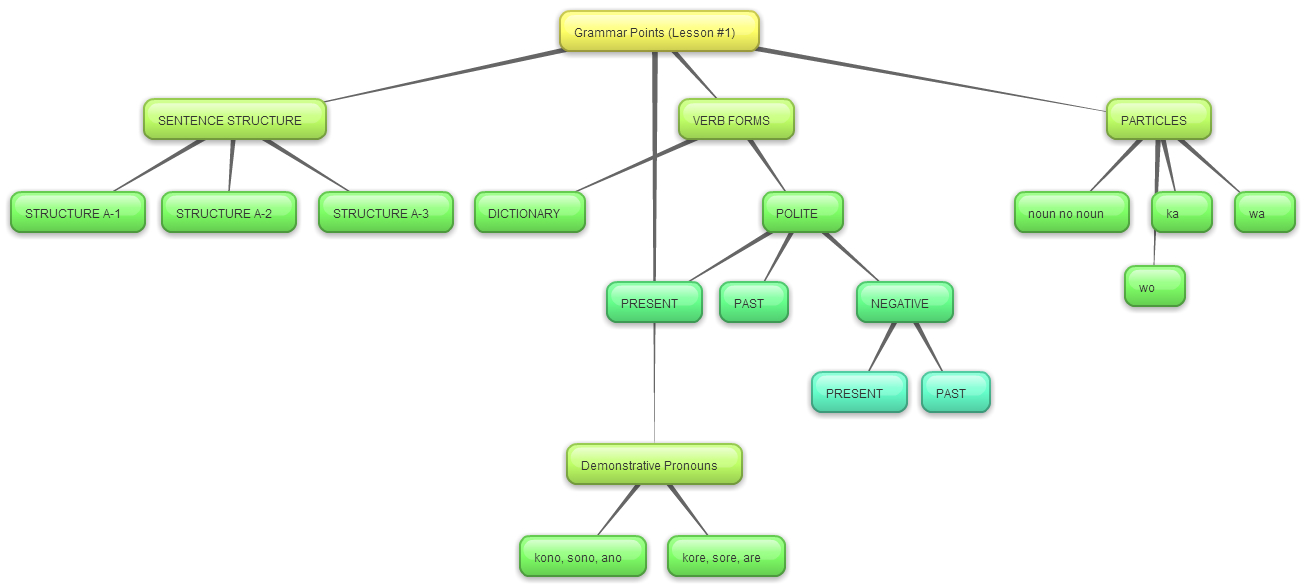 Grammar Points (Lesson #1)
SENTENCE STRUCTURE
VERB FORMS
PARTICLES
STRUCTURE A-1
STRUCTURE A-2
STRUCTURE A-3
DICTIONARY
POLITE
noun no noun
ka
wa
wo
PRESENT
PAST
NEGATIVE
PRESENT
PAST
Demonstrative Pronouns
kono, sono, ano
kore, sore, are